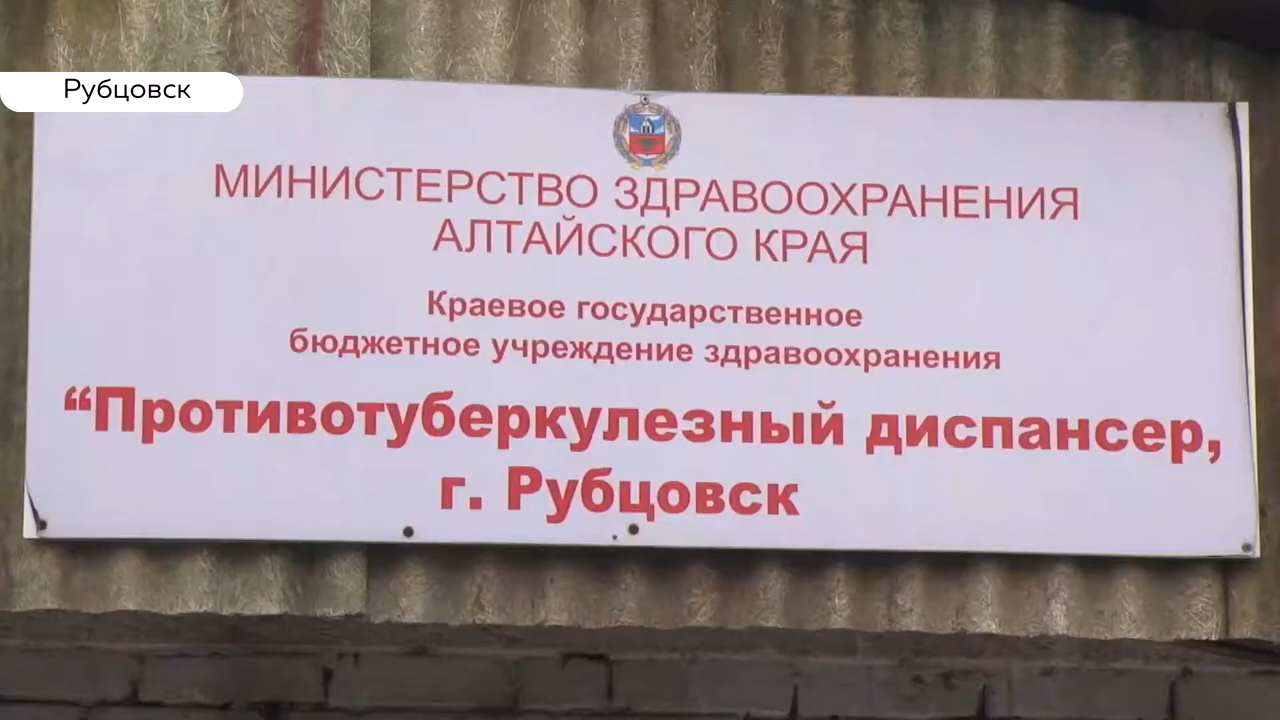 Рубцовск
МИНИСТЕРСТВО ЗДРАВООХРАНЕНИЯ
АЛТАЙСКОГО КРАЯ
Краевое государственное
бюджетное учреждение здравоохранения
“Противотуберкулезный диспансер,
г. Рубцовск